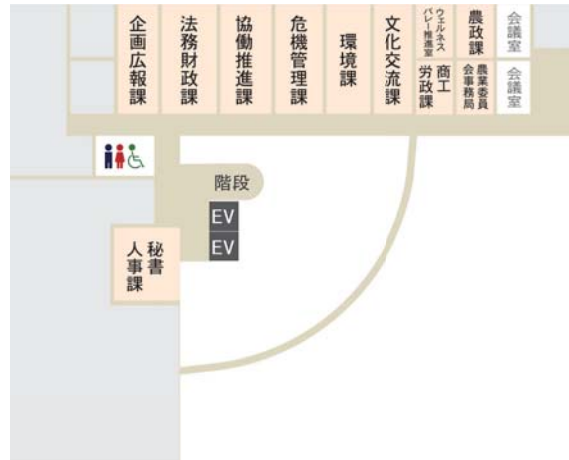 企画広報課
法務財政課
協働推進課
危機管理課
環境課
文化交流課
ウェルネス
バレー推進室
商工
労政課
農政課
農業委員
会事務局
会議室
会議室
階段
EV
EV
秘書
人事課